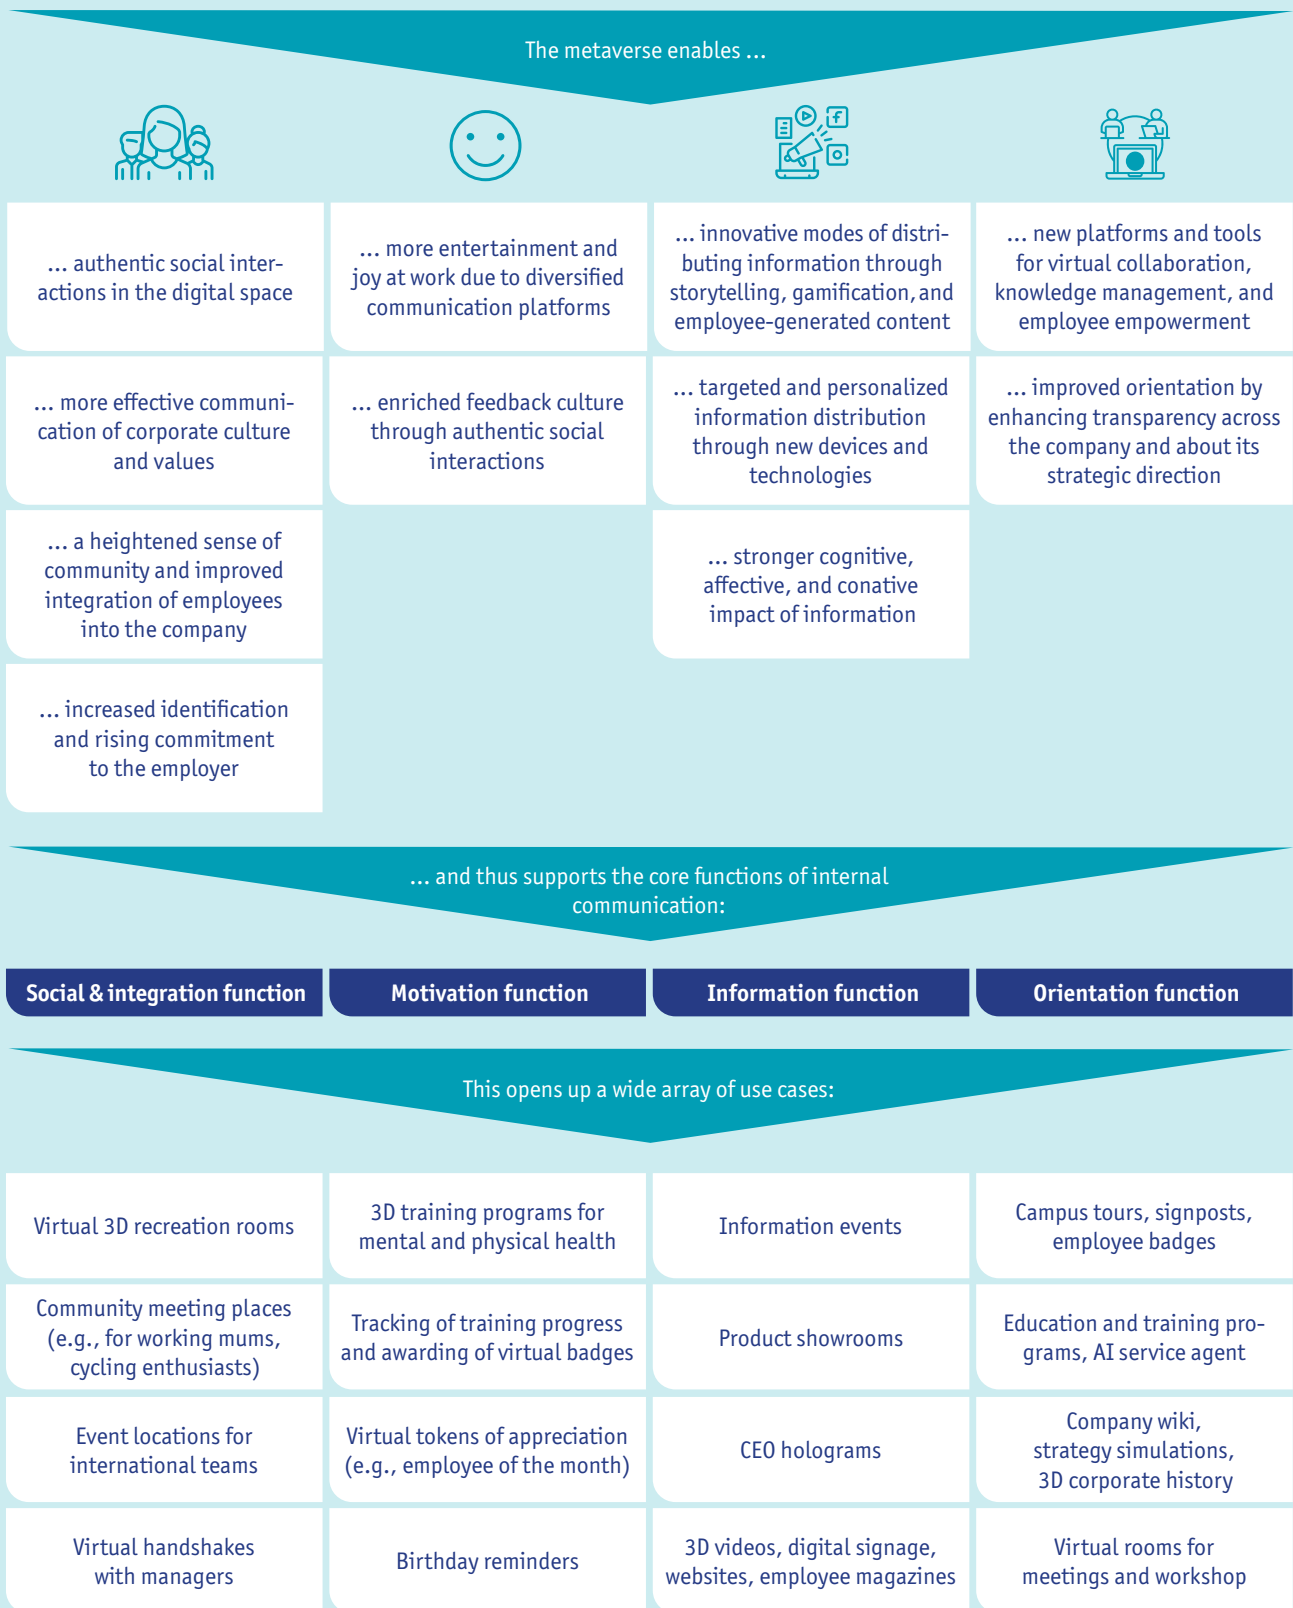 The metaverse enables ...
... authentic social inter-
actions in the digital space
... more entertainment and
joy at work due to diversified
communication platforms
... innovative modes of distri-
buting information through
storytelling, gamification, and
employee-generated content
... new platforms and tools
for virtual collaboration,
knowledge management, and
employee empowerment
... more effective communi-
cation of corporate culture
and values
... enriched feedback culture
through authentic social
interactions
... targeted and personalized
information distribution
through new devices and
technologies
... improved orientation by
enhancing transparency across
the company and about its
strategic direction
... a heightened sense of
community and improved
integration of employees
into the company
... stronger cognitive,
affective, and conative
impact of information
... increased identification
and rising commitment
to the employer
... and thus supports the core functions of internal
communication:
Social & integration function
Motivation function
Information function
Orientation function
This opens up a wide array of use cases:
Virtual 3D recreation rooms
3D training programs for
mental and physical health
Information events
Campus tours, signposts,
employee badges
Community meeting places
(e.g., for working mums,
cycling enthusiasts)
Tracking of training progress
and awarding of virtual badges
Product showrooms
Education and training pro-
grams, AI service agent
Event locations for
international teams
Virtual tokens of appreciation
(e.g., employee of the month)
CEO holograms
Company wiki,
strategy simulations,
3D corporate history
Virtual handshakes
with managers
Birthday reminders
3D videos, digital signage,
websites, employee magazines
Virtual rooms for
meetings and workshop